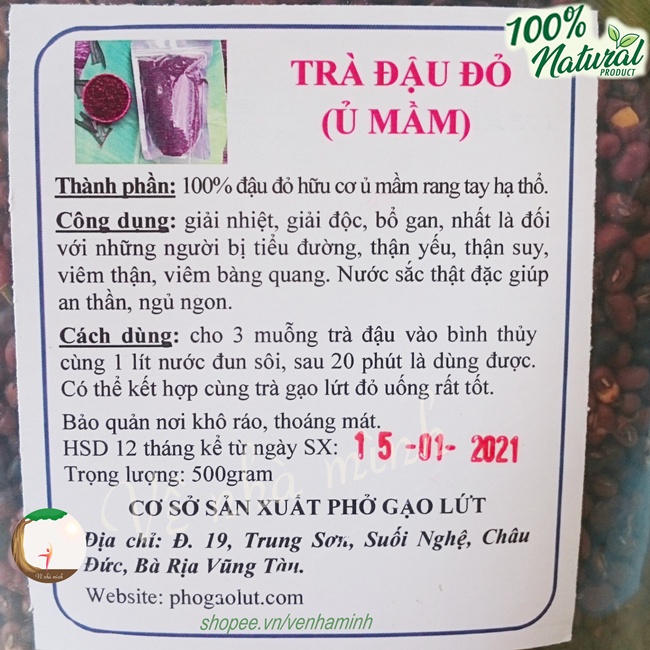 100%
Natural
PRODUCT
TRÀ ĐẬU ĐỎ
(Ủ MẦM)
Thành phần: 100% đậu đỏ hữu cơ ủ mầm rang tay hạ thổ.
Công dụng: giải nhiệt, giải độc, bổ gan, nhất là đối
với những người bị tiểu đường, thận yếu, thận suy,
viêm thận, viêm bàng quang. Nước sắc thật đặc giúp
an thần, ngủ ngon.
Cách dùng: cho 3 muỗng trà đậu vào bình thủy
cùng 1 lít nước đun sôi, sau 20 phút là dùng được.
Có thể kết hợp cùng trà gạo lứt đỏ uống rất tốt.
Bảo quản nơi khô ráo, thoáng mát.
HSD 12 tháng kể từ ngày SX: 15-01-2021
Trọng lượng: 500gram
Về nhà mình
CƠ SỞ SẢN XUẤT PHỞ GẠO LỨT
Địa chỉ: Đ. 19, Trung Sơn, Suối Nghệ, Châu
Đức, Bà Rịa Vũng Tàu.
Về nhà mình
Website: phogaolut.com
shopee.vn/venhaminh